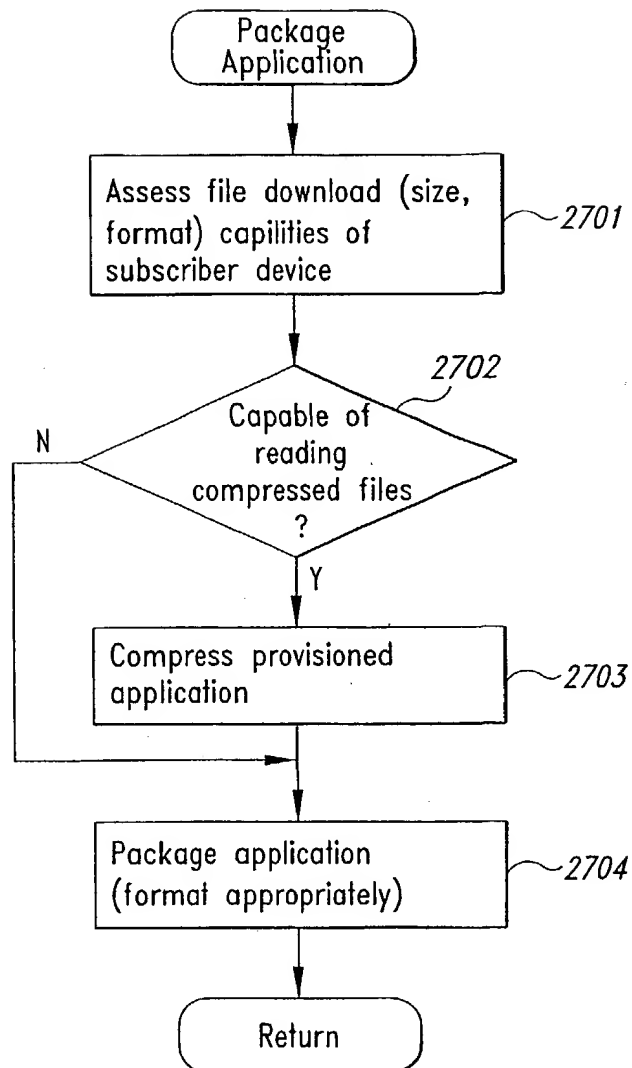 Package
Application
Assess file download (size,
format) capilities of
subscriber device
2701
2702
Capable of
reading
compressed files
?
N
Y
Compress provisioned
application
2703
Package application
(format appropriately)
2704
Return